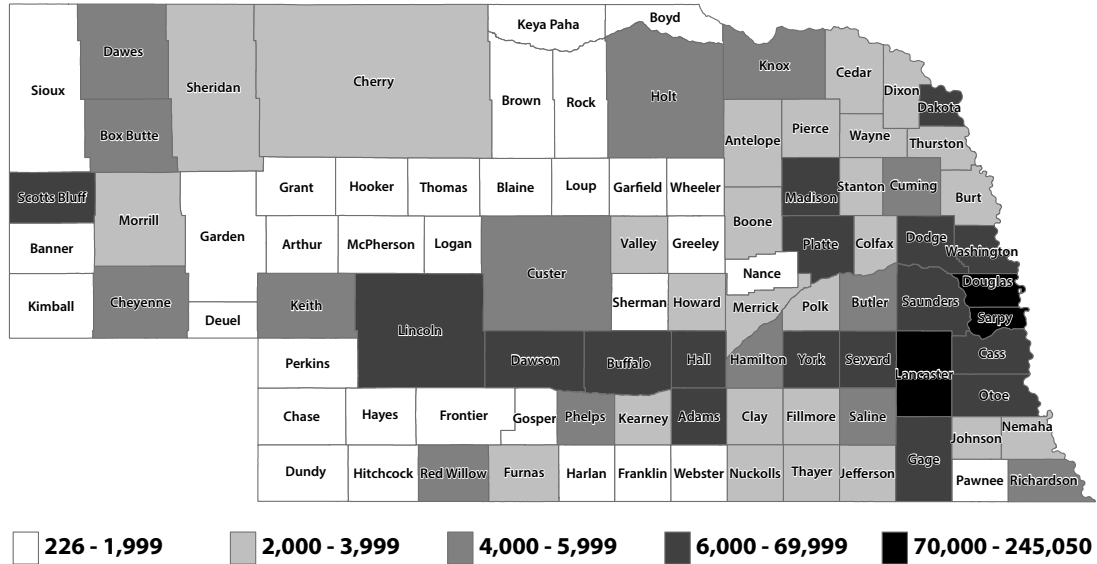 Keya Paha
Boyd
Dawes
Sioux
Sheridan
Cherry
Brown
Rock
Holt
Knox
Cedar
Dixon
Dakota
Box Butte
Antelope
Pierce
Wayne
Thurston
Scotts Bluff
Morrill
Garden
Grant
Hooker
Thomas
Blaine
Loup
Garfield
Wheeler
Madison
Stanton
Cuming
Burt
Boone
Banner
Arthur
McPherson
Logan
Custer
Valley
Greeley
Platte
Colfax
Dodge
Washington
Nance
Douglas
Kimball
Cheyenne
Deuel
Keith
Lincoln
Sherman
Howard
Merrick
Polk
Butler
Saunders
Sarpy
Perkins
Dawson
Buffalo
Hall
Hamilton
York
Seward
Lancaster
Cass
Otoe
Chase
Hayes
Frontier
Gosper
Phelps
Kearney
Adams
Clay
Fillmore
Saline
Gage
Johnson
Nemaha
Dundy
Hitchcock
Red Willow
Furnas
Harlan
Franklin
Webster
Nuckolls
Thayer
Jefferson
Pawnee
Richardson
226 - 1,999
2,000 - 3,999
4,000 - 5,999
6,000 - 69,999
70,000 - 245,050